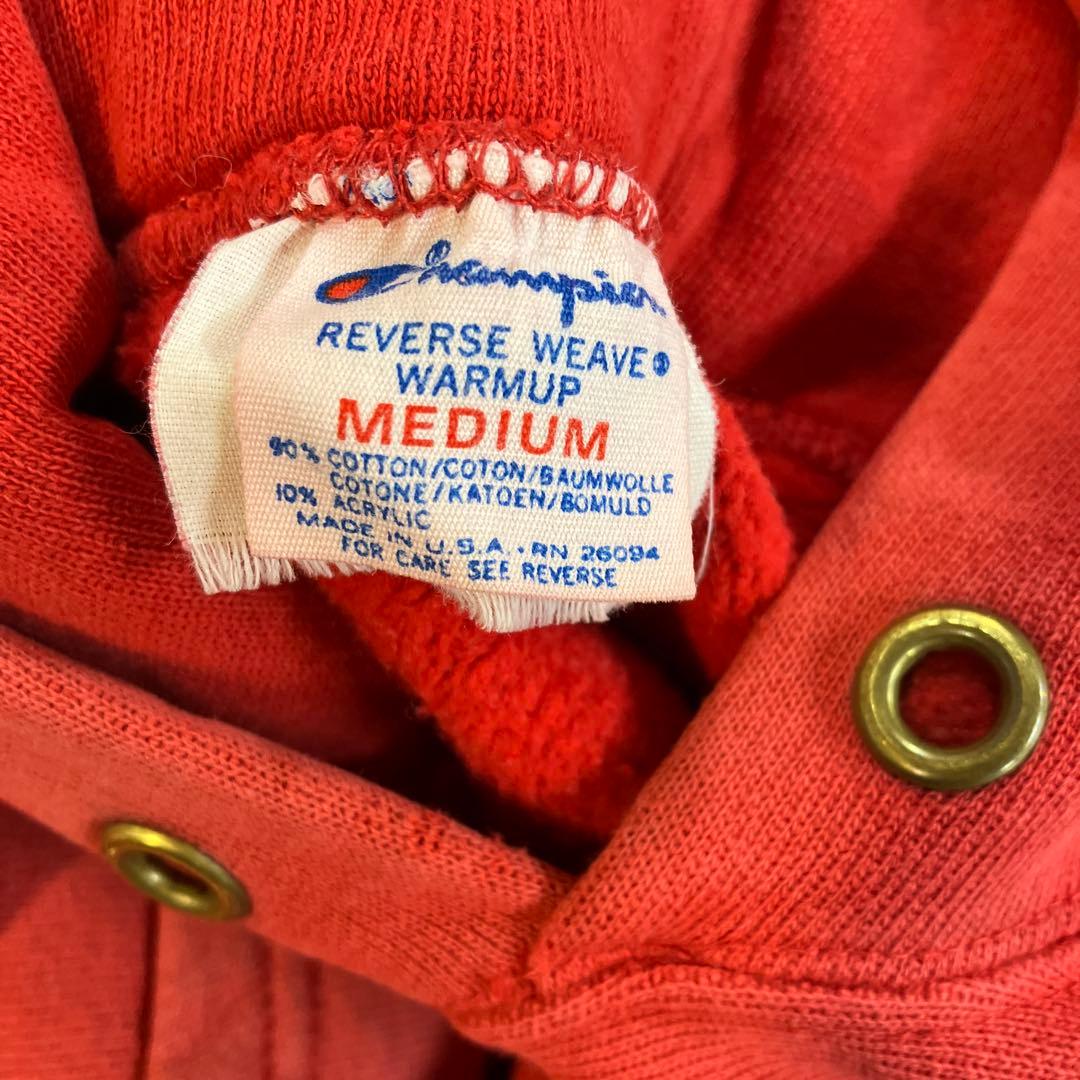 Champion
REVERSE WEAVE®
WARMUP
MEDIUM
90% COTTON/COTON/BAUMWOLLE
COTONE/KATOEN/BOMULD
10% ACRYLIC
MADE IN U.S.A. · RN 26094
FOR CARE SEE REVERSE